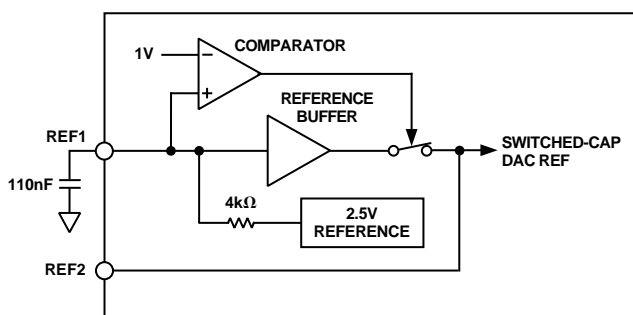 COMPARATOR
1V
−
+
REFERENCE
BUFFER
REF1
SWITCHED-CAP
DAC REF
110nF
4kΩ
2.5V
REFERENCE
REF2